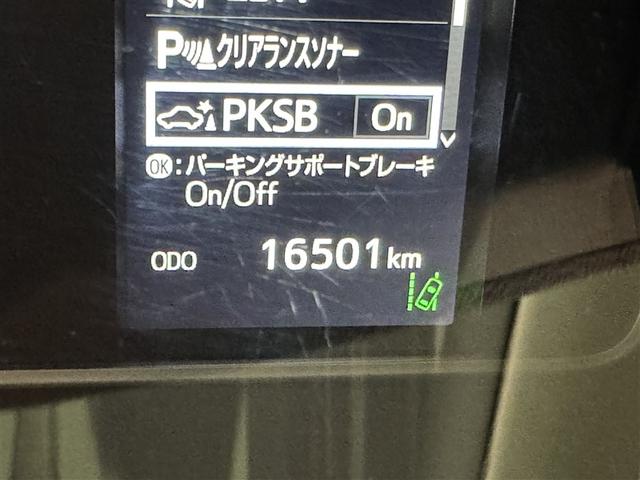 P クリアランスソナー
PKSB On
OK:パーキングサポートブレーキ
On/Off
ODO 16501km